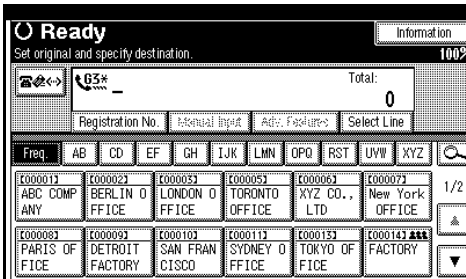 Ready
Information
Set original and specify destination.
100%
G3*
_
Total:
0
Registration No.
Manual Input
Adv. Features
Select Line
Freq. AB CD EF GH IJK LMN OPQ RST UVW XYZ
[00001] [00002] [00003] [00005] [00006] [00007]
ABC COMP BERLIN O LONDON O TORONTO XYZ CO., New York
ANY FFICE FFICE OFFICE LTD OFFICE
1/2
[00008] [00009] [00010] [00011] [00013] [00014]
PARIS OF DETROIT SAN FRAN SYDNEY O TOKYO OF FACTORY
FICE FACTORY CISCO FFICE FICE